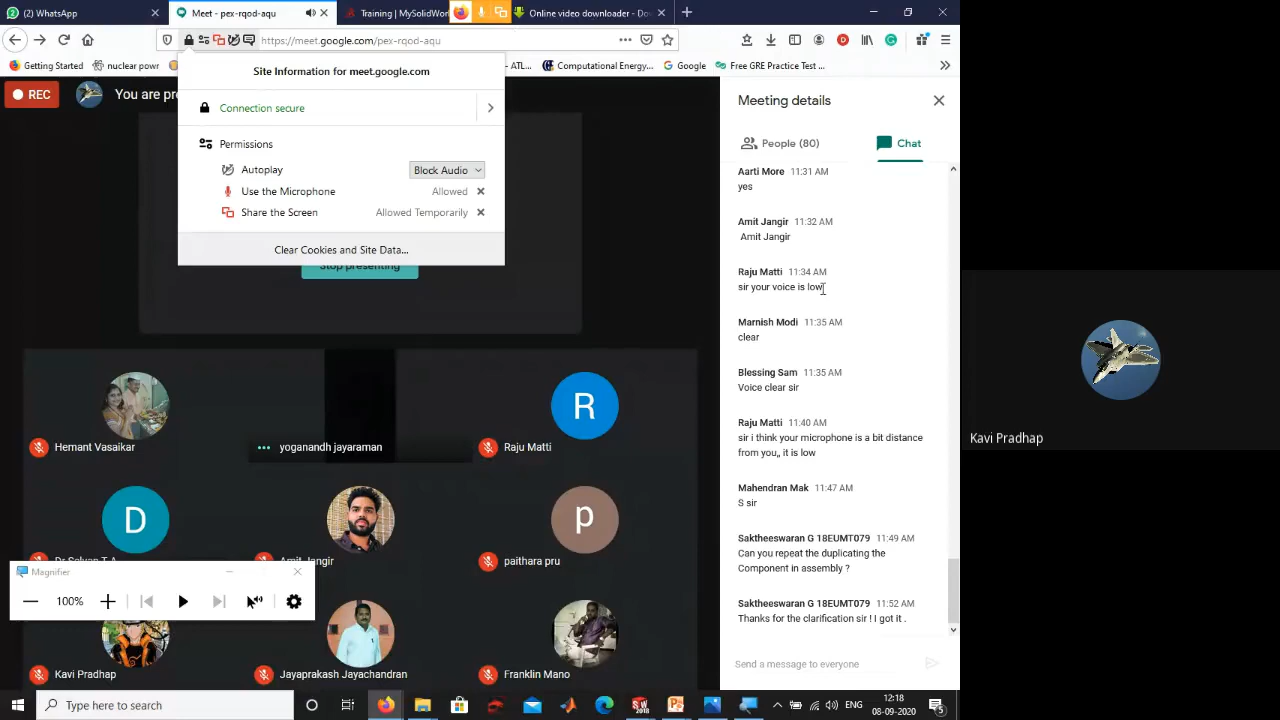 (2) WhatsApp
Meet - pex-rqod-aqu
Training | MySolidWor
Online video downloader - Do
https://meet.google.com/pex-rqod-aqu
Getting Started
nuclear powr
ATL...
Computational Energy...
Google
Free GRE Practice Test ...
Site Information for meet.google.com
Connection secure
Permissions
Autoplay
Block Audio
Use the Microphone
Allowed
Share the Screen
Allowed Temporarily
Clear Cookies and Site Data...
REC
You are pre
Stop presenting
Hemant Vasaikar
yoganandh jayaraman
R
Raju Matti
D
Dr Selvan T A
Amit Jangir
p
paithara pru
Magnifier
100%
Kavi Pradhap
Jayaprakash Jayachandran
Franklin Mano
Meeting details
People (80)
Chat
Aarti More 11:31 AM
yes
Amit Jangir 11:32 AM
Amit Jangir
Raju Matti 11:34 AM
sir your voice is low
Marnish Modi 11:35 AM
clear
Blessing Sam 11:35 AM
Voice clear sir
Raju Matti 11:40 AM
sir i think your microphone is a bit distance
from you,, it is low
Mahendran Mak 11:47 AM
S sir
Saktheeswaran G 18EUMT079 11:49 AM
Can you repeat the duplicating the
Component in assembly ?
Saktheeswaran G 18EUMT079 11:52 AM
Thanks for the clarification sir ! I got it .
Send a message to everyone
Kavi Pradhap
Type here to search
SW
2018
ENG
12:18
08-09-2020
5